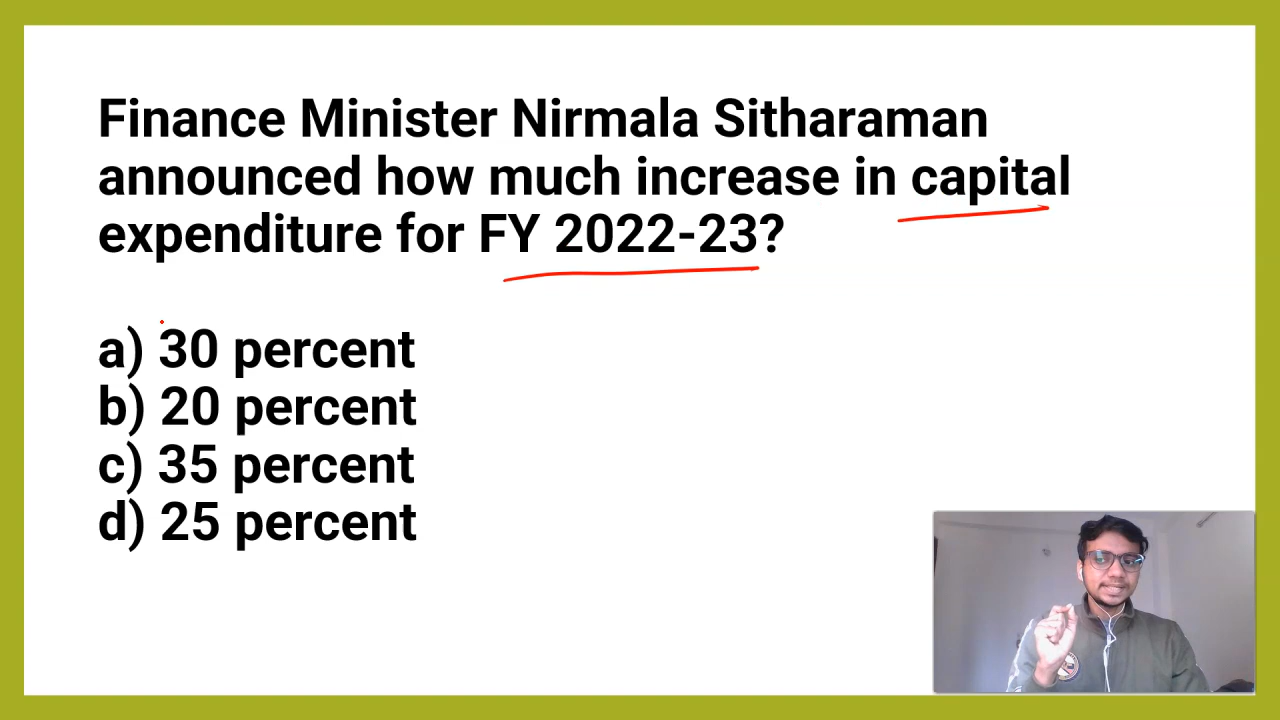 Finance Minister Nirmala Sitharaman
announced how much increase in capital
expenditure for FY 2022-23?
a) 30 percent
b) 20 percent
c) 35 percent
d) 25 percent